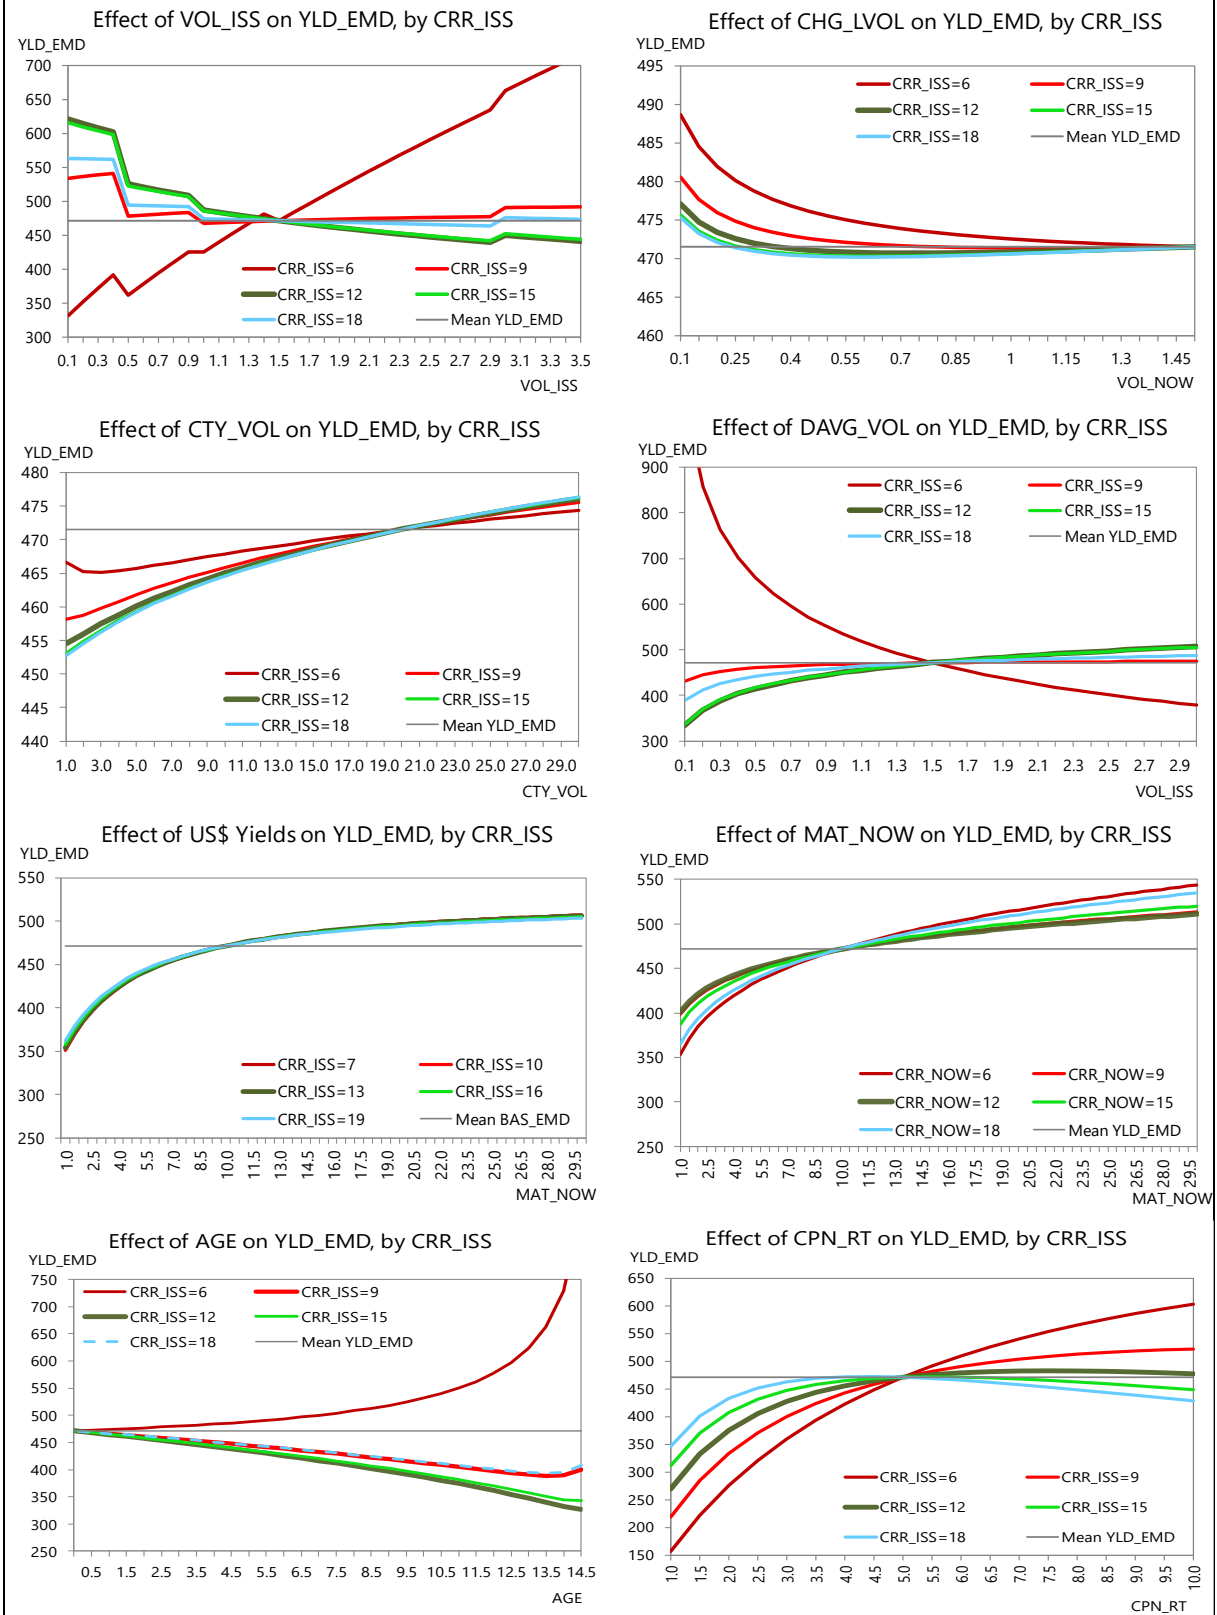 Effect of VOL_ISS on YLD_EMD, by CRR_ISS
YLD_EMD
700
650
600
550
500
450
400
350
300
CRR_ISS=6 CRR_ISS=9
CRR_ISS=12 CRR_ISS=15
CRR_ISS=18 Mean YLD_EMD
0.1 0.3 0.5 0.9 1.3 1.5 1.9 2.1 2.5 2.9 3.1 3.5
VOL_ISS
Effect of CHG_LVOL on YLD_EMD, by CRR_ISS
YLD_EMD
495
490
485
480
475
470
465
460
CRR_ISS=6 CRR_ISS=9
CRR_ISS=12 CRR_ISS=15
CRR_ISS=18 Mean YLD_EMD
0.1 0.25 0.4 0.55 0.7 0.85 1 1.15 1.3 1.45
VOL_NOW
Effect of CTY_VOL on YLD_EMD, by CRR_ISS
YLD_EMD
480
475
470
465
460
455
450
445
440
CRR_ISS=6 CRR_ISS=9
CRR_ISS=12 CRR_ISS=15
CRR_ISS=18 Mean YLD_EMD
1.0 3.0 5.0 7.0 9.0 11.0 13.0 15.0 17.0 19.0 21.0 23.0 25.0 27.0 29.0
CTY_VOL
Effect of DAVG_VOL on YLD_EMD, by CRR_ISS
YLD_EMD
900
800
700
600
500
400
300
CRR_ISS=6 CRR_ISS=9
CRR_ISS=12 CRR_ISS=15
CRR_ISS=18 Mean YLD_EMD
0.1 0.3 0.5 0.9 1.1 1.3 1.5 1.7 1.9 2.1 2.3 2.5 2.7 2.9
VOL_ISS
Effect of US$ Yields on YLD_EMD, by CRR_ISS
YLD_EMD
550
500
450
400
350
300
250
CRR_ISS=7 CRR_ISS=10
CRR_ISS=13 CRR_ISS=16
CRR_ISS=19 Mean BAS_EMD
1.0 2.5 4.0 5.5 7.0 8.5 10.0 11.5 13.0 14.5 16.0 17.5 19.0 20.5 22.0 23.5 25.0 26.5 28.0 29.5
MAT_NOW
Effect of MAT_NOW on YLD_EMD, by CRR_ISS
YLD_EMD
550
500
450
400
350
300
250
CRR_NOW=6 CRR_NOW=9
CRR_NOW=12 CRR_NOW=15
CRR_NOW=18 Mean YLD_EMD
1.0 2.5 4.0 5.5 7.0 8.5 10.0 11.5 13.0 14.5 16.0 17.5 19.0 20.5 22.0 23.5 25.0 26.5 28.0 29.5
MAT_NOW
Effect of AGE on YLD_EMD, by CRR_ISS
YLD_EMD
750
700
650
600
550
500
450
400
350
300
250
CRR_ISS=6 CRR_ISS=9
CRR_ISS=12 CRR_ISS=15
CRR_ISS=18 Mean YLD_EMD
0.5 1.5 2.5 3.5 4.5 5.5 6.5 7.5 8.5 9.5 10.5 11.5 12.5 13.5 14.5
AGE
Effect of CPN_RT on YLD_EMD, by CRR_ISS
YLD_EMD
650
600
550
500
450
400
350
300
250
200
150
CRR_ISS=6 CRR_ISS=9
CRR_ISS=12 CRR_ISS=15
CRR_ISS=18 Mean YLD_EMD
1.0 1.5 2.0 2.5 3.0 3.5 4.0 4.5 5.0 5.5 6.0 6.5 7.0 7.5 8.0 8.5 9.0 9.5 10.0
CPN_RT